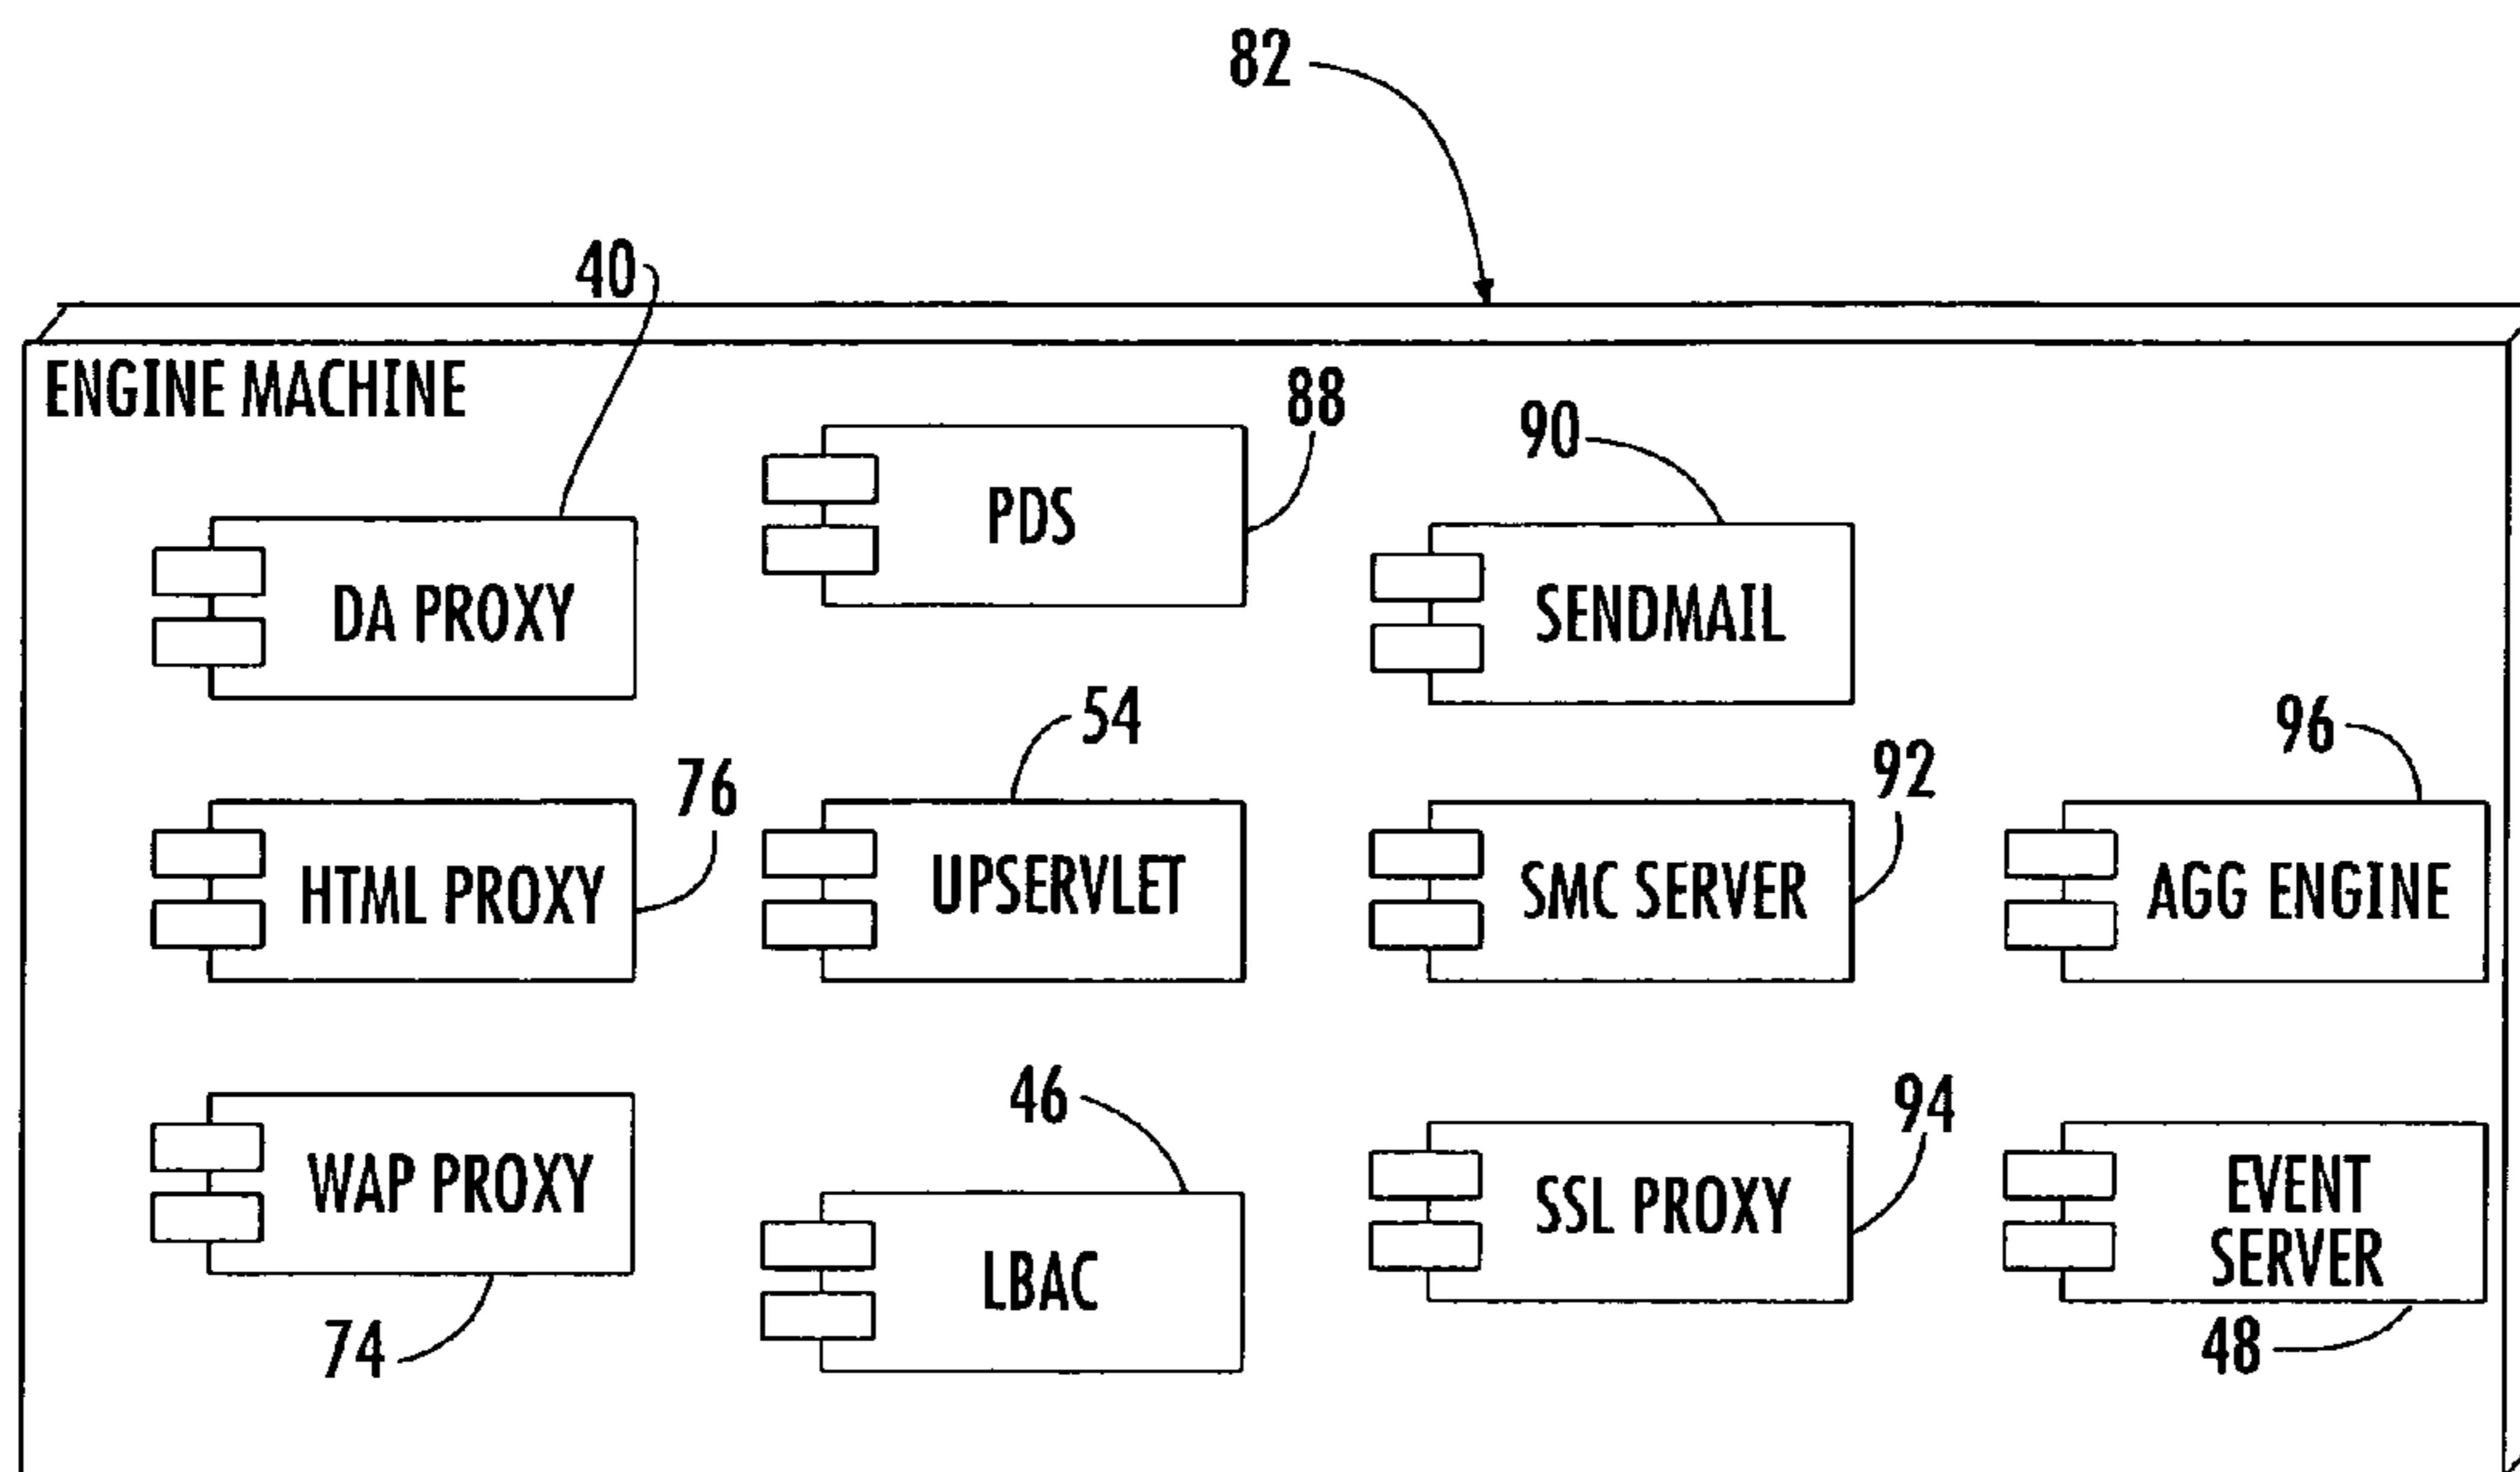 82
40
ENGINE MACHINE
88
90
PDS
DA PROXY
SENDMAIL
54
96
76
92
HTML PROXY
UPSERVLET
SMC SERVER
AGG ENGINE
46
94
WAP PROXY
SSL PROXY
EVENT
SERVER
LBAC
74
48